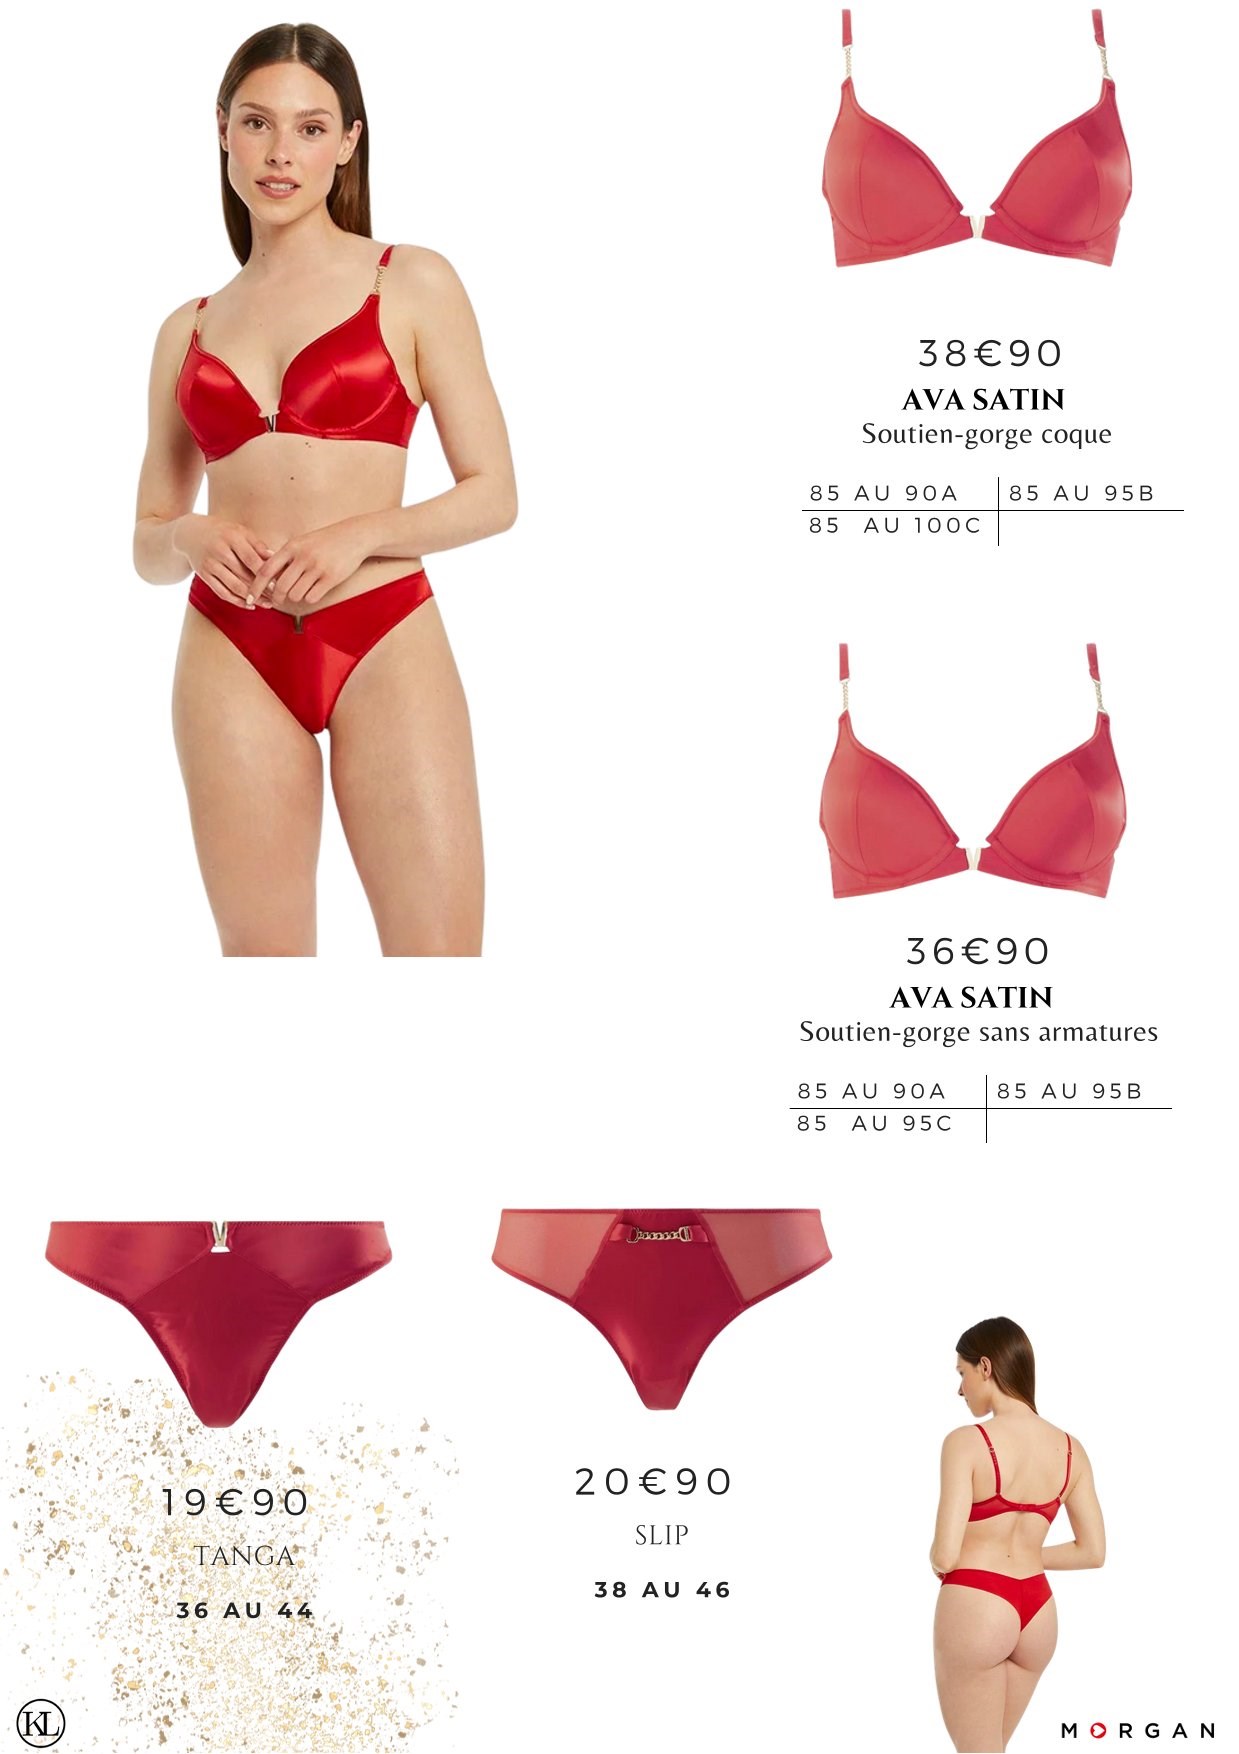 38€90
AVA SATIN
Soutien-gorge coque
85 AU 90A 85 AU 95B
85 AU 100C
36€90
AVA SATIN
Soutien-gorge sans armatures
85 AU 90A 85 AU 95B
85 AU 95C
19€90
TANGA
36 AU 44
20€90
SLIP
38 AU 46
KL
MORGAN